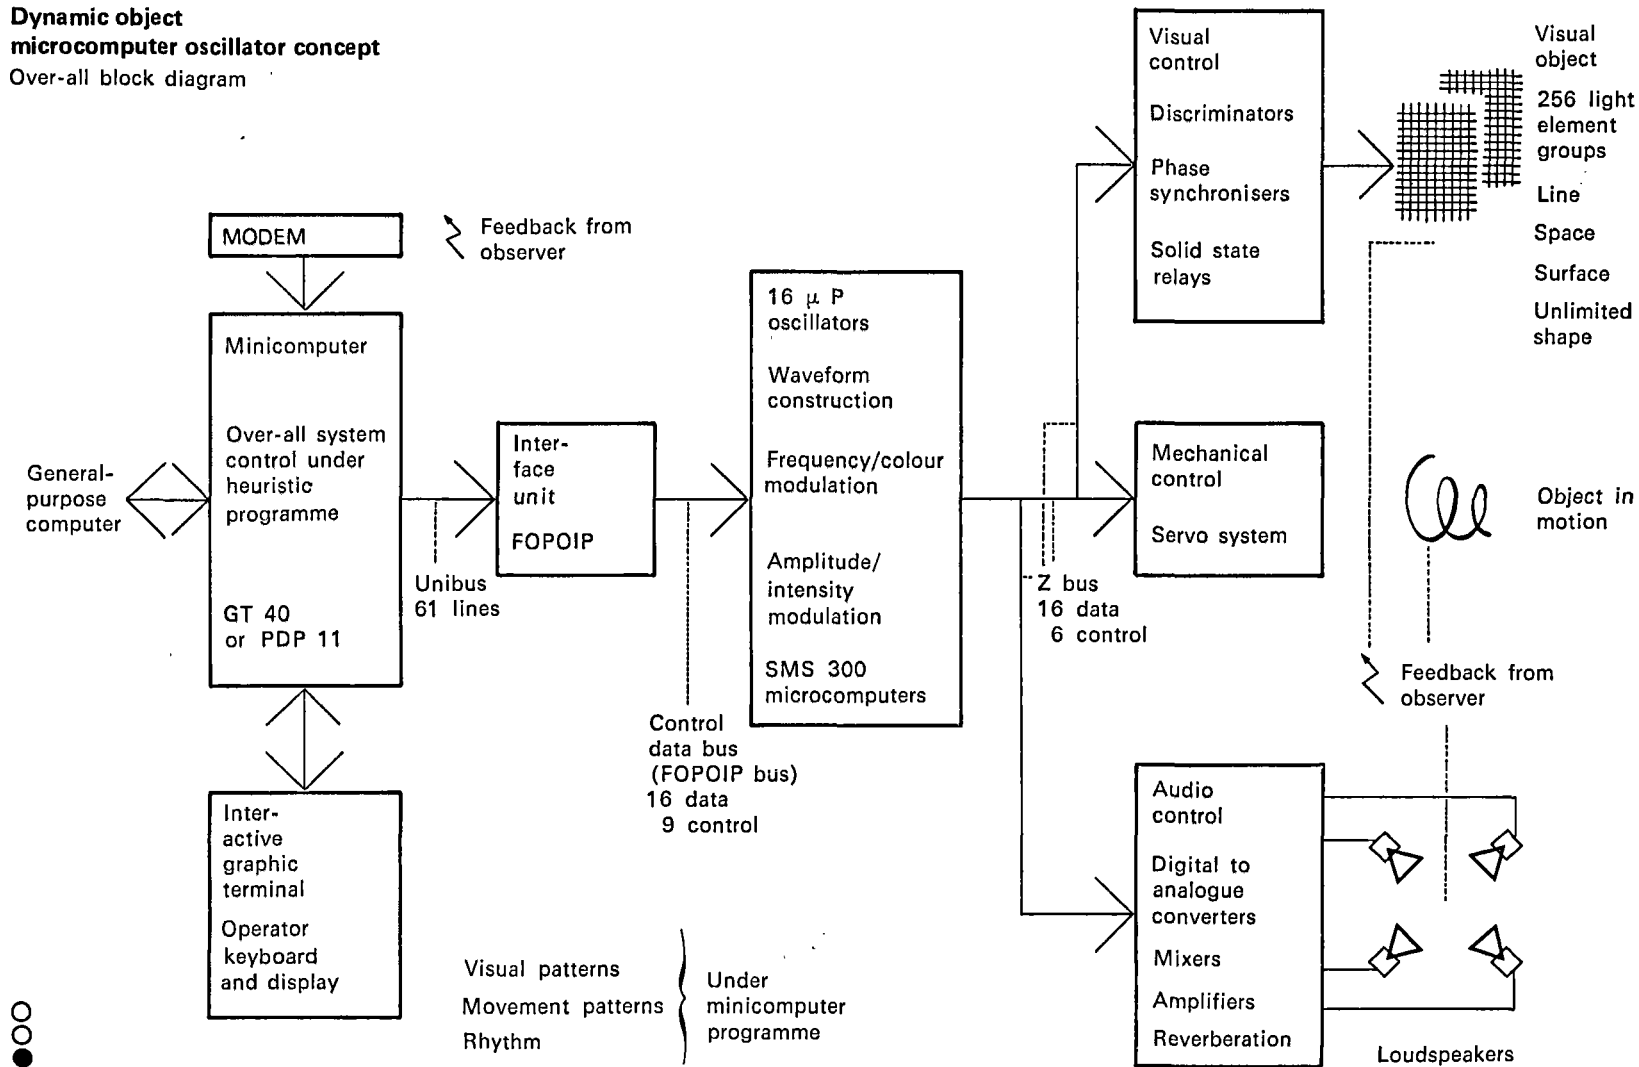 Dynamic object
microcomputer oscillator concept
Over-all block diagram
MODEM
Feedback from
observer
Minicomputer
Over-all system
control under
heuristic
programme
GT 40
or PDP 11
General-
purpose
computer
Inter-
active
graphic
terminal
Operator
keyboard
and display
Unibus
61 lines
Inter-
face
unit
FOPOIP
Control
data bus
(FOPOIP bus)
16 data
9 control
16 μ P
oscillators
Waveform
construction
Frequency/colour
modulation
Amplitude/
intensity
modulation
SMS 300
microcomputers
Z bus
16 data
6 control
Visual
control
Discriminators
Phase
synchronisers
Solid state
relays
Visual
object
256 light
element
groups
Line
Space
Surface
Unlimited
shape
Mechanical
control
Servo system
Object in
motion
Feedback from
observer
Audio
control
Digital to
analogue
converters
Mixers
Amplifiers
Reverberation
Loudspeakers
Visual patterns
Movement patterns
Rhythm
Under
minicomputer
programme